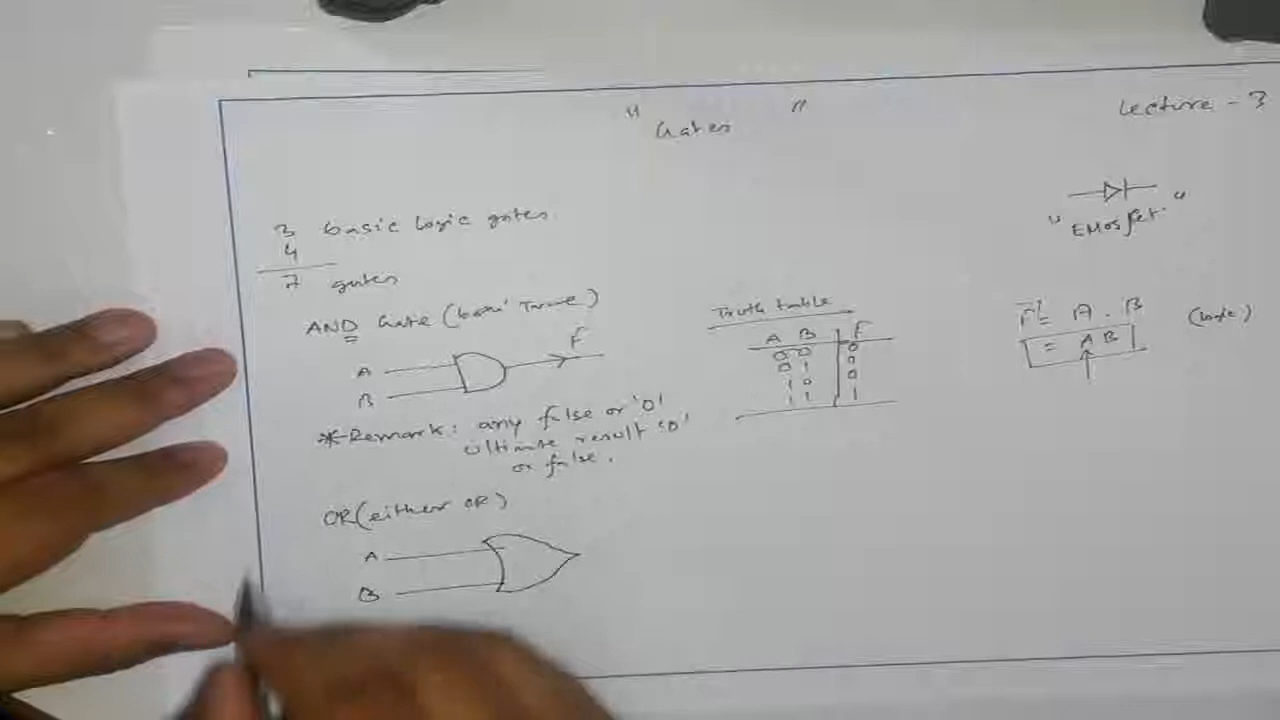 " Gates "
Lecture - 3
3 basic logic gates
4
7 gates
"EMosfet"
AND Gate (both True)
A
B
F
*Remark: any false or '0'
ultimate result '0'
or false.
Truth table
A B F
0 0 0
0 1 0
1 0 0
1 1 1
F = A . B
= A B
(logic)
OR (either OR)
A
B